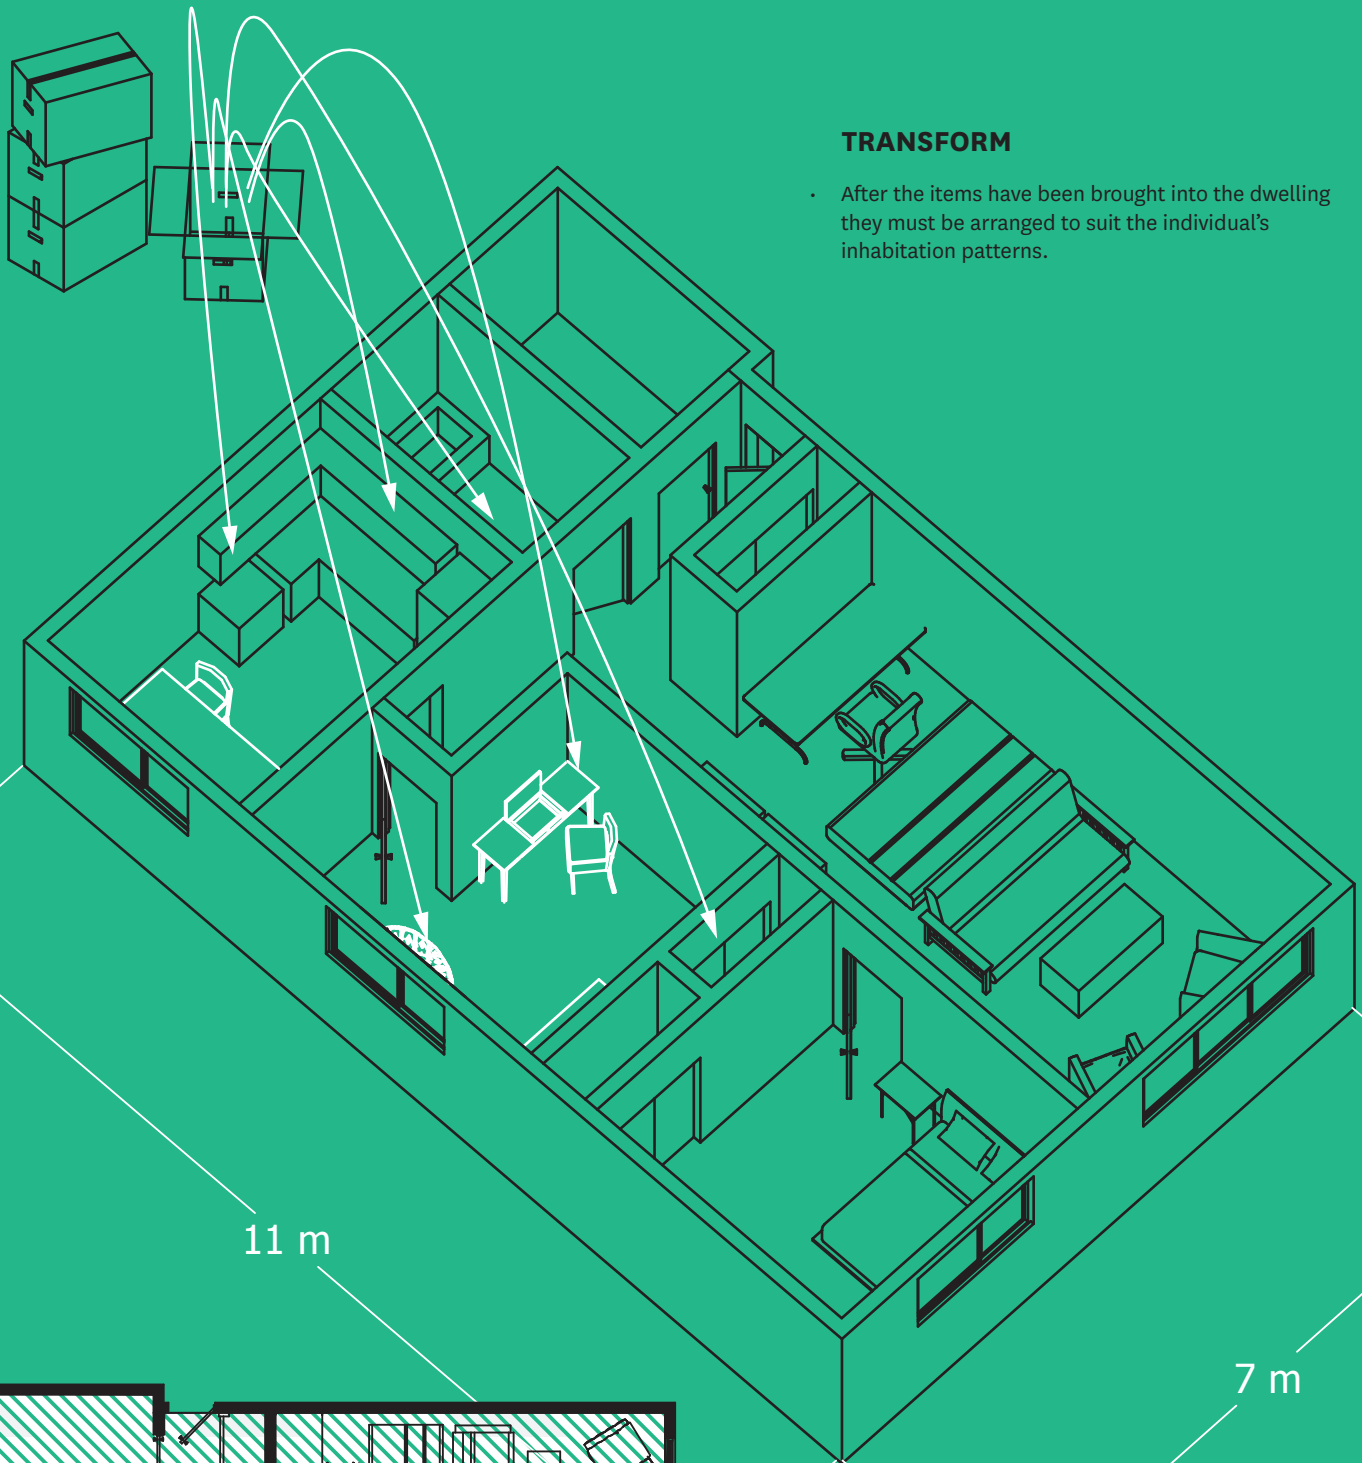 TRANSFORM
· After the items have been brought into the dwelling
they must be arranged to suit the individual’s
inhabitation patterns.
11 m
7 m